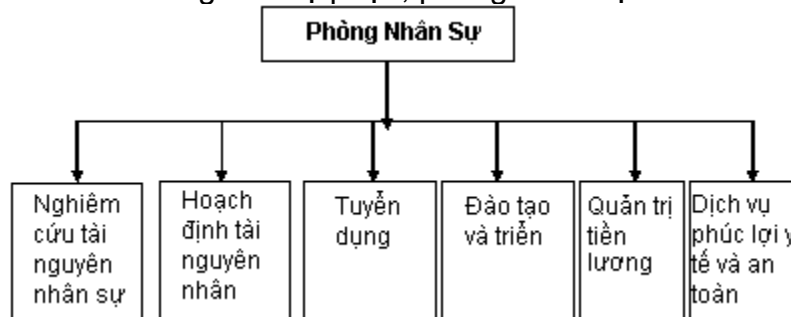 Phòng Nhân Sự
Nghiêm
cứu tài
nguyên
nhân sự
Hoạch
định tài
nguyên
nhân
Tuyển
dụng
Đào tạo
và triển
Quản trị
tiền
lương
Dịch vụ
phúc lợi y
tế và an
toàn